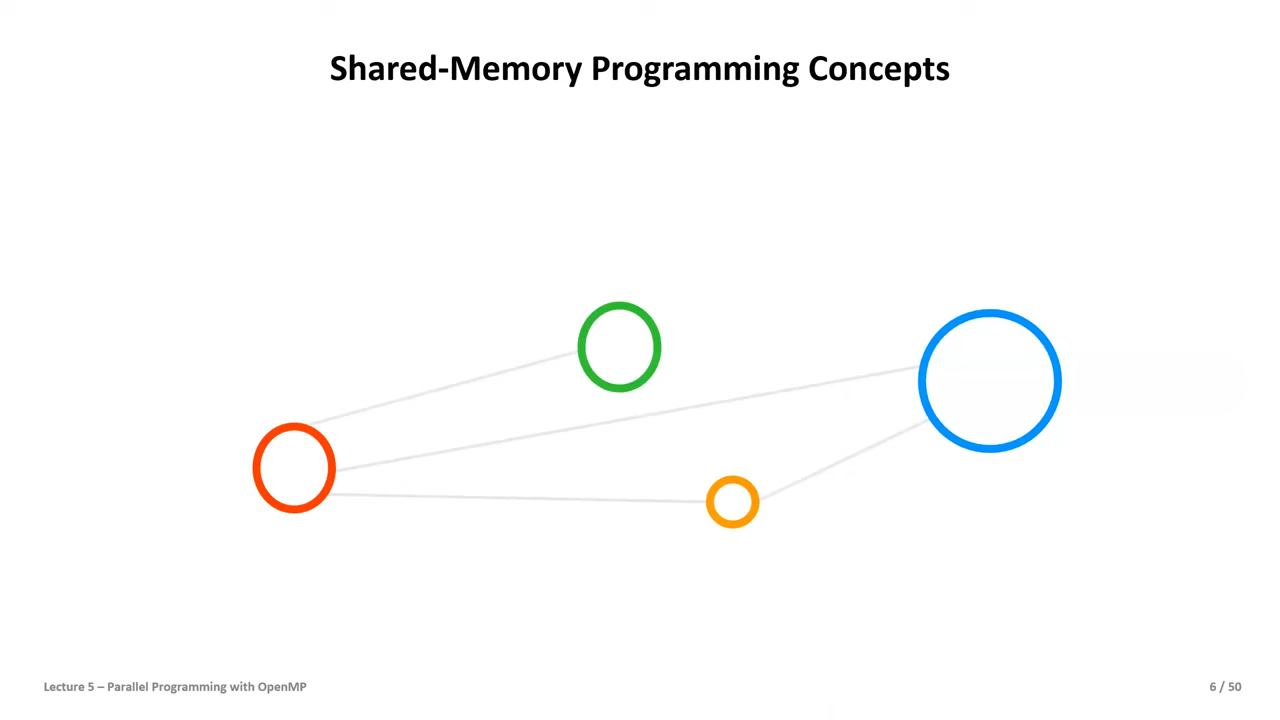 Shared-Memory Programming Concepts
Lecture 5 – Parallel Programming with OpenMP
6 / 50